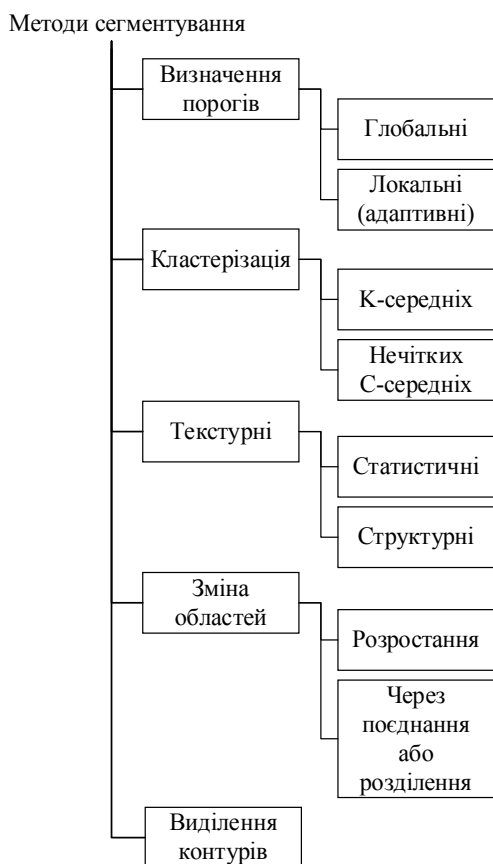 Методи сегментування
Визначення
порогів
Глобальні
Локальні
(адаптивні)
Кластерізація
К-середніх
Нечітких
С-середніх
Текстурні
Статистичні
Структурні
Зміна
областей
Розростання
Через
поєднання
або
розділення
Виділення
контурів